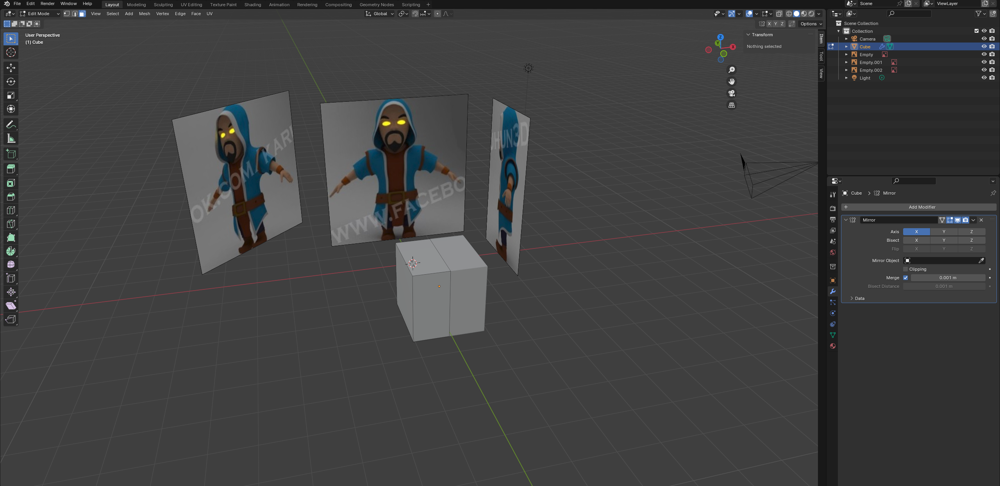 File Edit Render Window Help Layout Modeling Sculpting UV Editing Texture Paint Shading Animation Rendering Compositing Geometry Nodes Scripting + Scene ViewLayer
Edit Mode View Select Add Mesh Vertex Edge Face UV Global
X Y Z Options
User Perspective
(1) Cube
Z
Y
X
Transform
Nothing selected
Item
Tool
View
OK.COM/KARI
WWW.FACEBO
JHUN3D
Scene Collection
Collection
Camera
Cube
Empty
Empty.001
Empty.002
Light
Cube > Mirror
+ Add Modifier
Mirror
Axis X Y Z
Bisect X Y Z
Flip X Y Z
Mirror Object
Clipping
Merge 0.001 m
Bisect Distance 0.001 m
Data